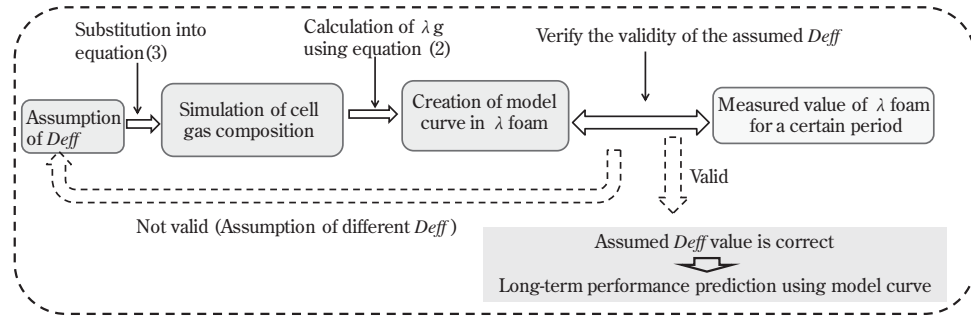 Substitution into
equation(3)
Calculation of λg
using equation (2)
Verify the validity of the assumed Deff
Assumption
of Deff
Simulation of cell
gas composition
Creation of model
curve in λ foam
Measured value of λ foam
for a certain period
Valid
Not valid (Assumption of different Deff)
Assumed Deff value is correct
Long-term performance prediction using model curve